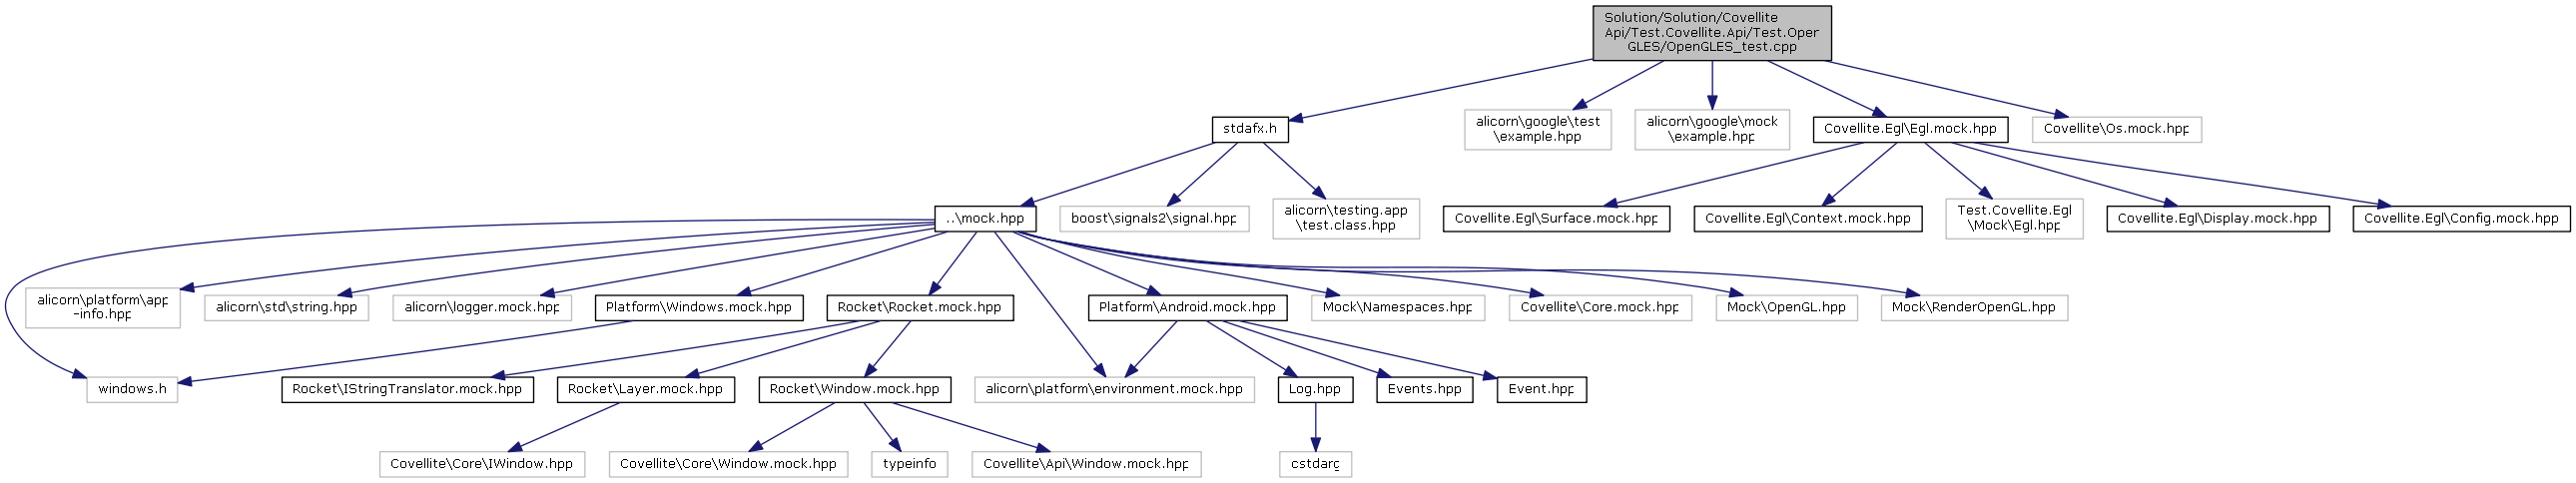 Solution/Solution/Covellite
Api/Test.Covellite.Api/Test.Oper
GLES/OpenGLES_test.cpp
stdafx.h
alicorn\google\test
\example.hpp
alicorn\google\mock
\example.hpp
Covellite.Egl\Egl.mock.hpp
Covellite\Os.mock.hpp
..\mock.hpp
boost\signals2\signal.hpp
alicorn\testing.app
\test.class.hpp
Covellite.Egl\Surface.mock.hpp
Covellite.Egl\Context.mock.hpp
Test.Covellite.Egl
\Mock\Egl.hpp
Covellite.Egl\Display.mock.hpp
Covellite.Egl\Config.mock.hpp
alicorn\platform\app
-info.hpp
alicorn\std\string.hpp
alicorn\logger.mock.hpp
Platform\Windows.mock.hpp
Rocket\Rocket.mock.hpp
Platform\Android.mock.hpp
Mock\Namespaces.hpp
Covellite\Core.mock.hpp
Mock\OpenGL.hpp
Mock\RenderOpenGL.hpp
windows.h
Rocket\IStringTranslator.mock.hpp
Rocket\Layer.mock.hpp
Rocket\Window.mock.hpp
alicorn\platform\environment.mock.hpp
Log.hpp
Events.hpp
Event.hpp
Covellite\Core\IWindow.hpp
Covellite\Core\Window.mock.hpp
typeinfo
Covellite\Api\Window.mock.hpp
cstdarg